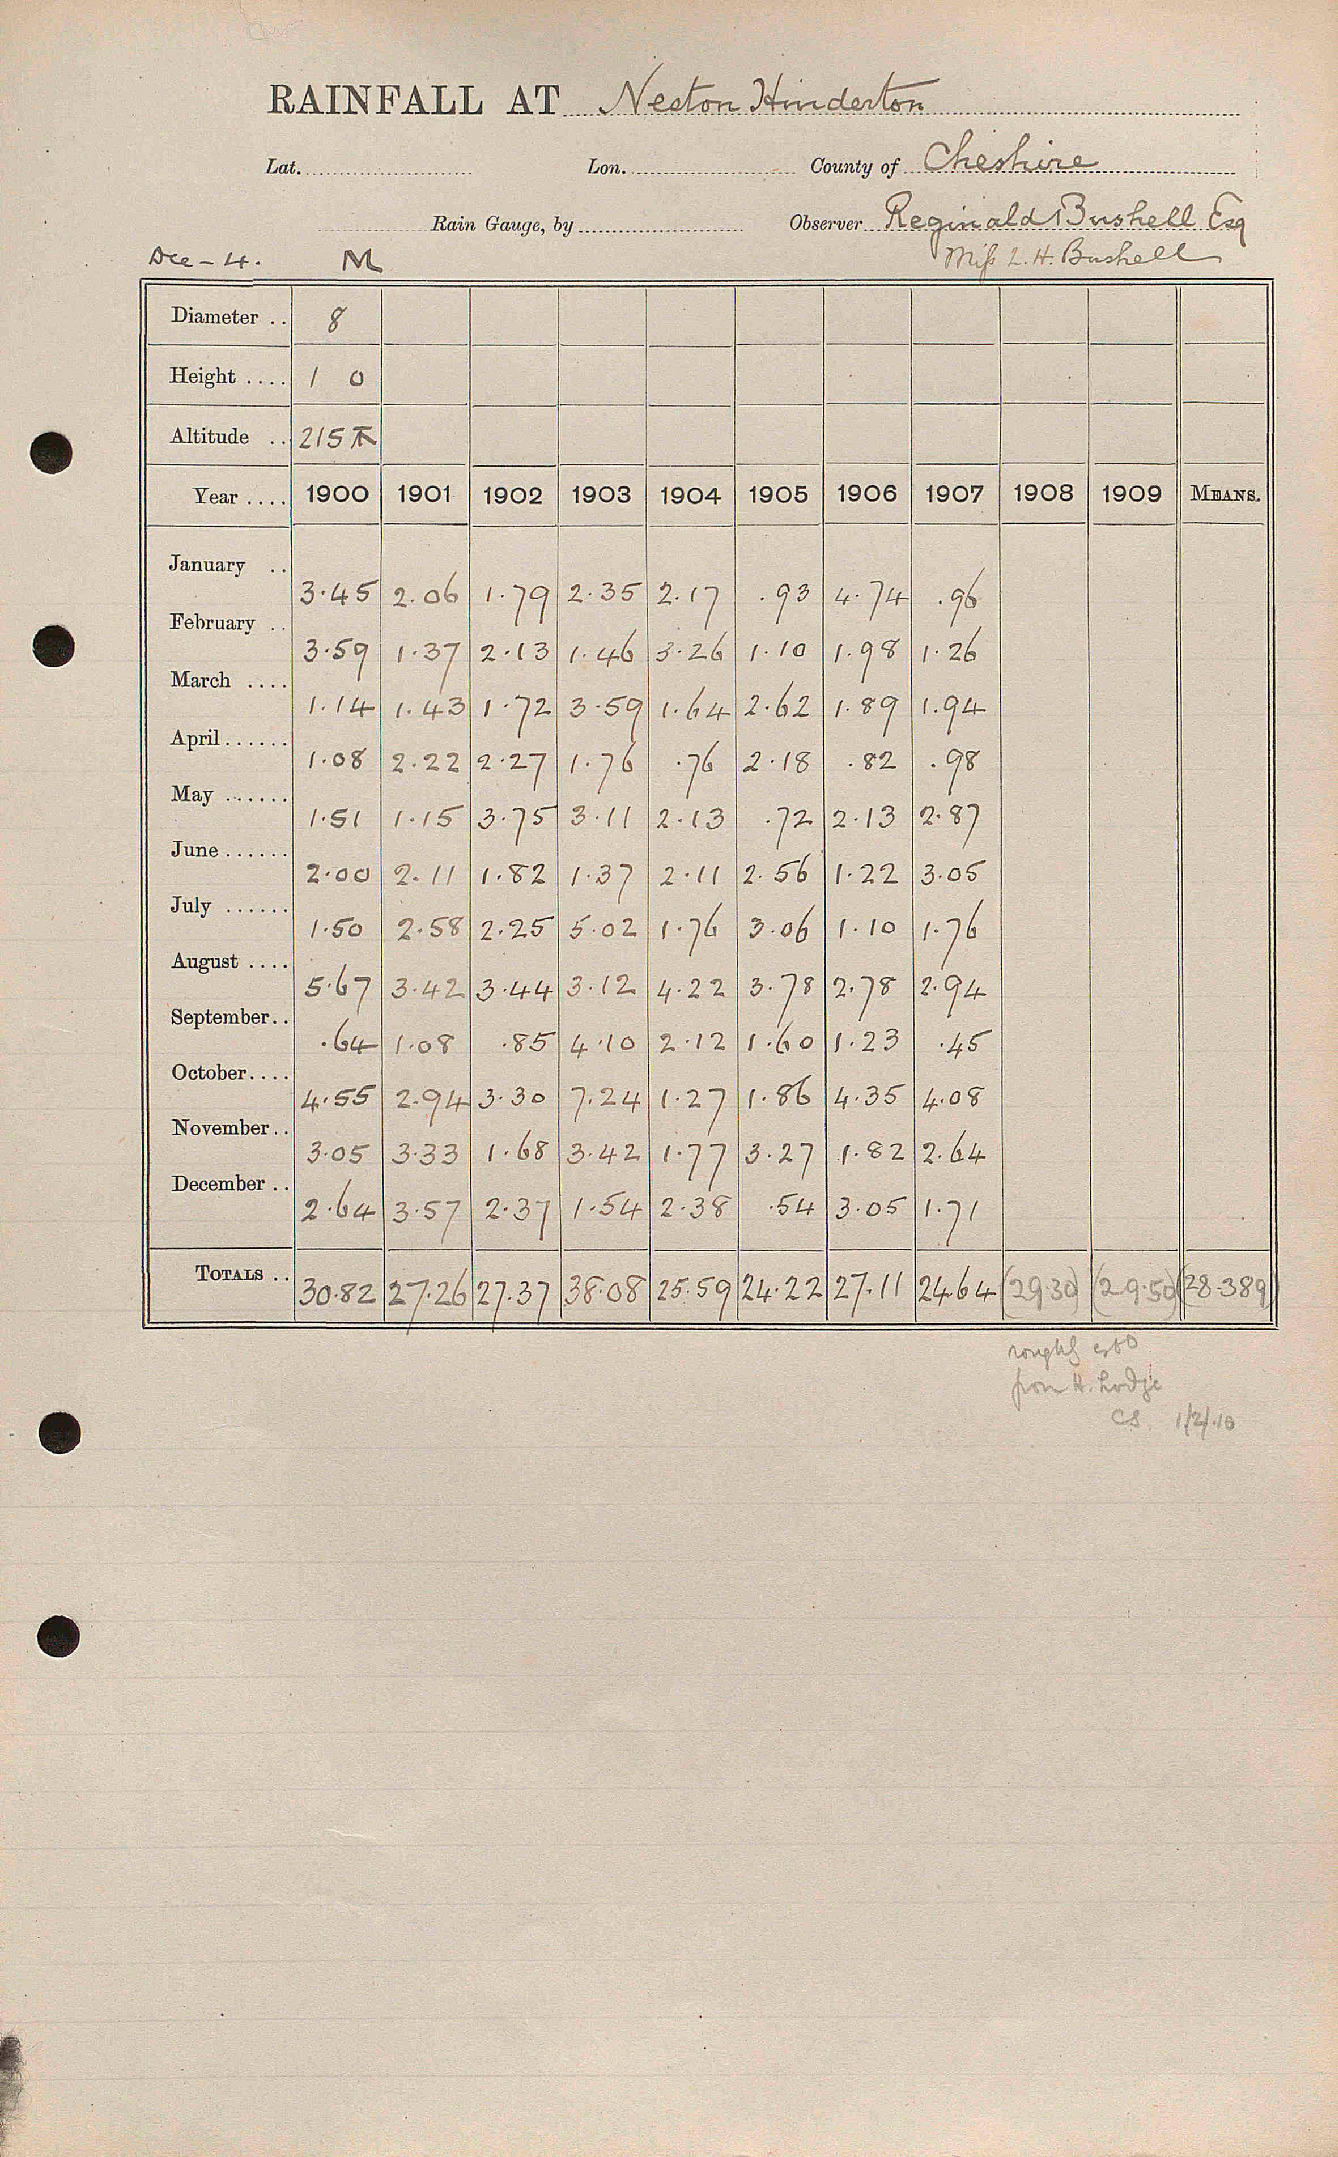 RAINFALL AT Neston Hinderton
Lat. Lon. County of Cheshire
Rain Gauge, by Observer Reginald Bushell Esq
Dec-4. M Miss L. H. Bushell
Diameter .. 8
Height .... 1 0
Altitude .. 215
Year .... 1900 1901 1902 1903 1904 1905 1906 1907 1908 1909 MEANS.
January .. 3.45 2.06 1.79 2.35 2.17 .93 4.74 .96
February .. 3.59 1.37 2.13 1.46 3.26 1.10 1.98 1.26
March .... 1.14 1.43 1.72 3.59 1.64 2.62 1.89 1.94
April ...... 1.08 2.22 2.27 1.76 .76 2.18 .82 .98
May ...... 1.51 1.15 3.75 3.11 2.13 .72 2.13 2.87
June ...... 2.00 2.11 1.82 1.37 2.11 2.56 1.22 3.05
July ...... 1.50 2.58 2.25 5.02 1.76 3.06 1.10 1.76
August .... 5.67 3.42 3.44 3.12 4.22 3.78 2.78 2.94
September .. .64 1.08 .85 4.10 2.12 1.60 1.23 .45
October .... 4.55 2.94 3.30 7.24 1.27 1.86 4.35 4.08
November .. 3.05 3.33 1.68 3.42 1.77 3.27 1.82 2.64
December .. 2.64 3.57 2.37 1.54 2.38 .54 3.05 1.71
TOTALS .. 30.82 27.26 27.37 38.08 25.59 24.22 27.11 24.64 (29.30) (29.50) (28.389)
roughly estd
from H. Lodge
CS. 1/2/10